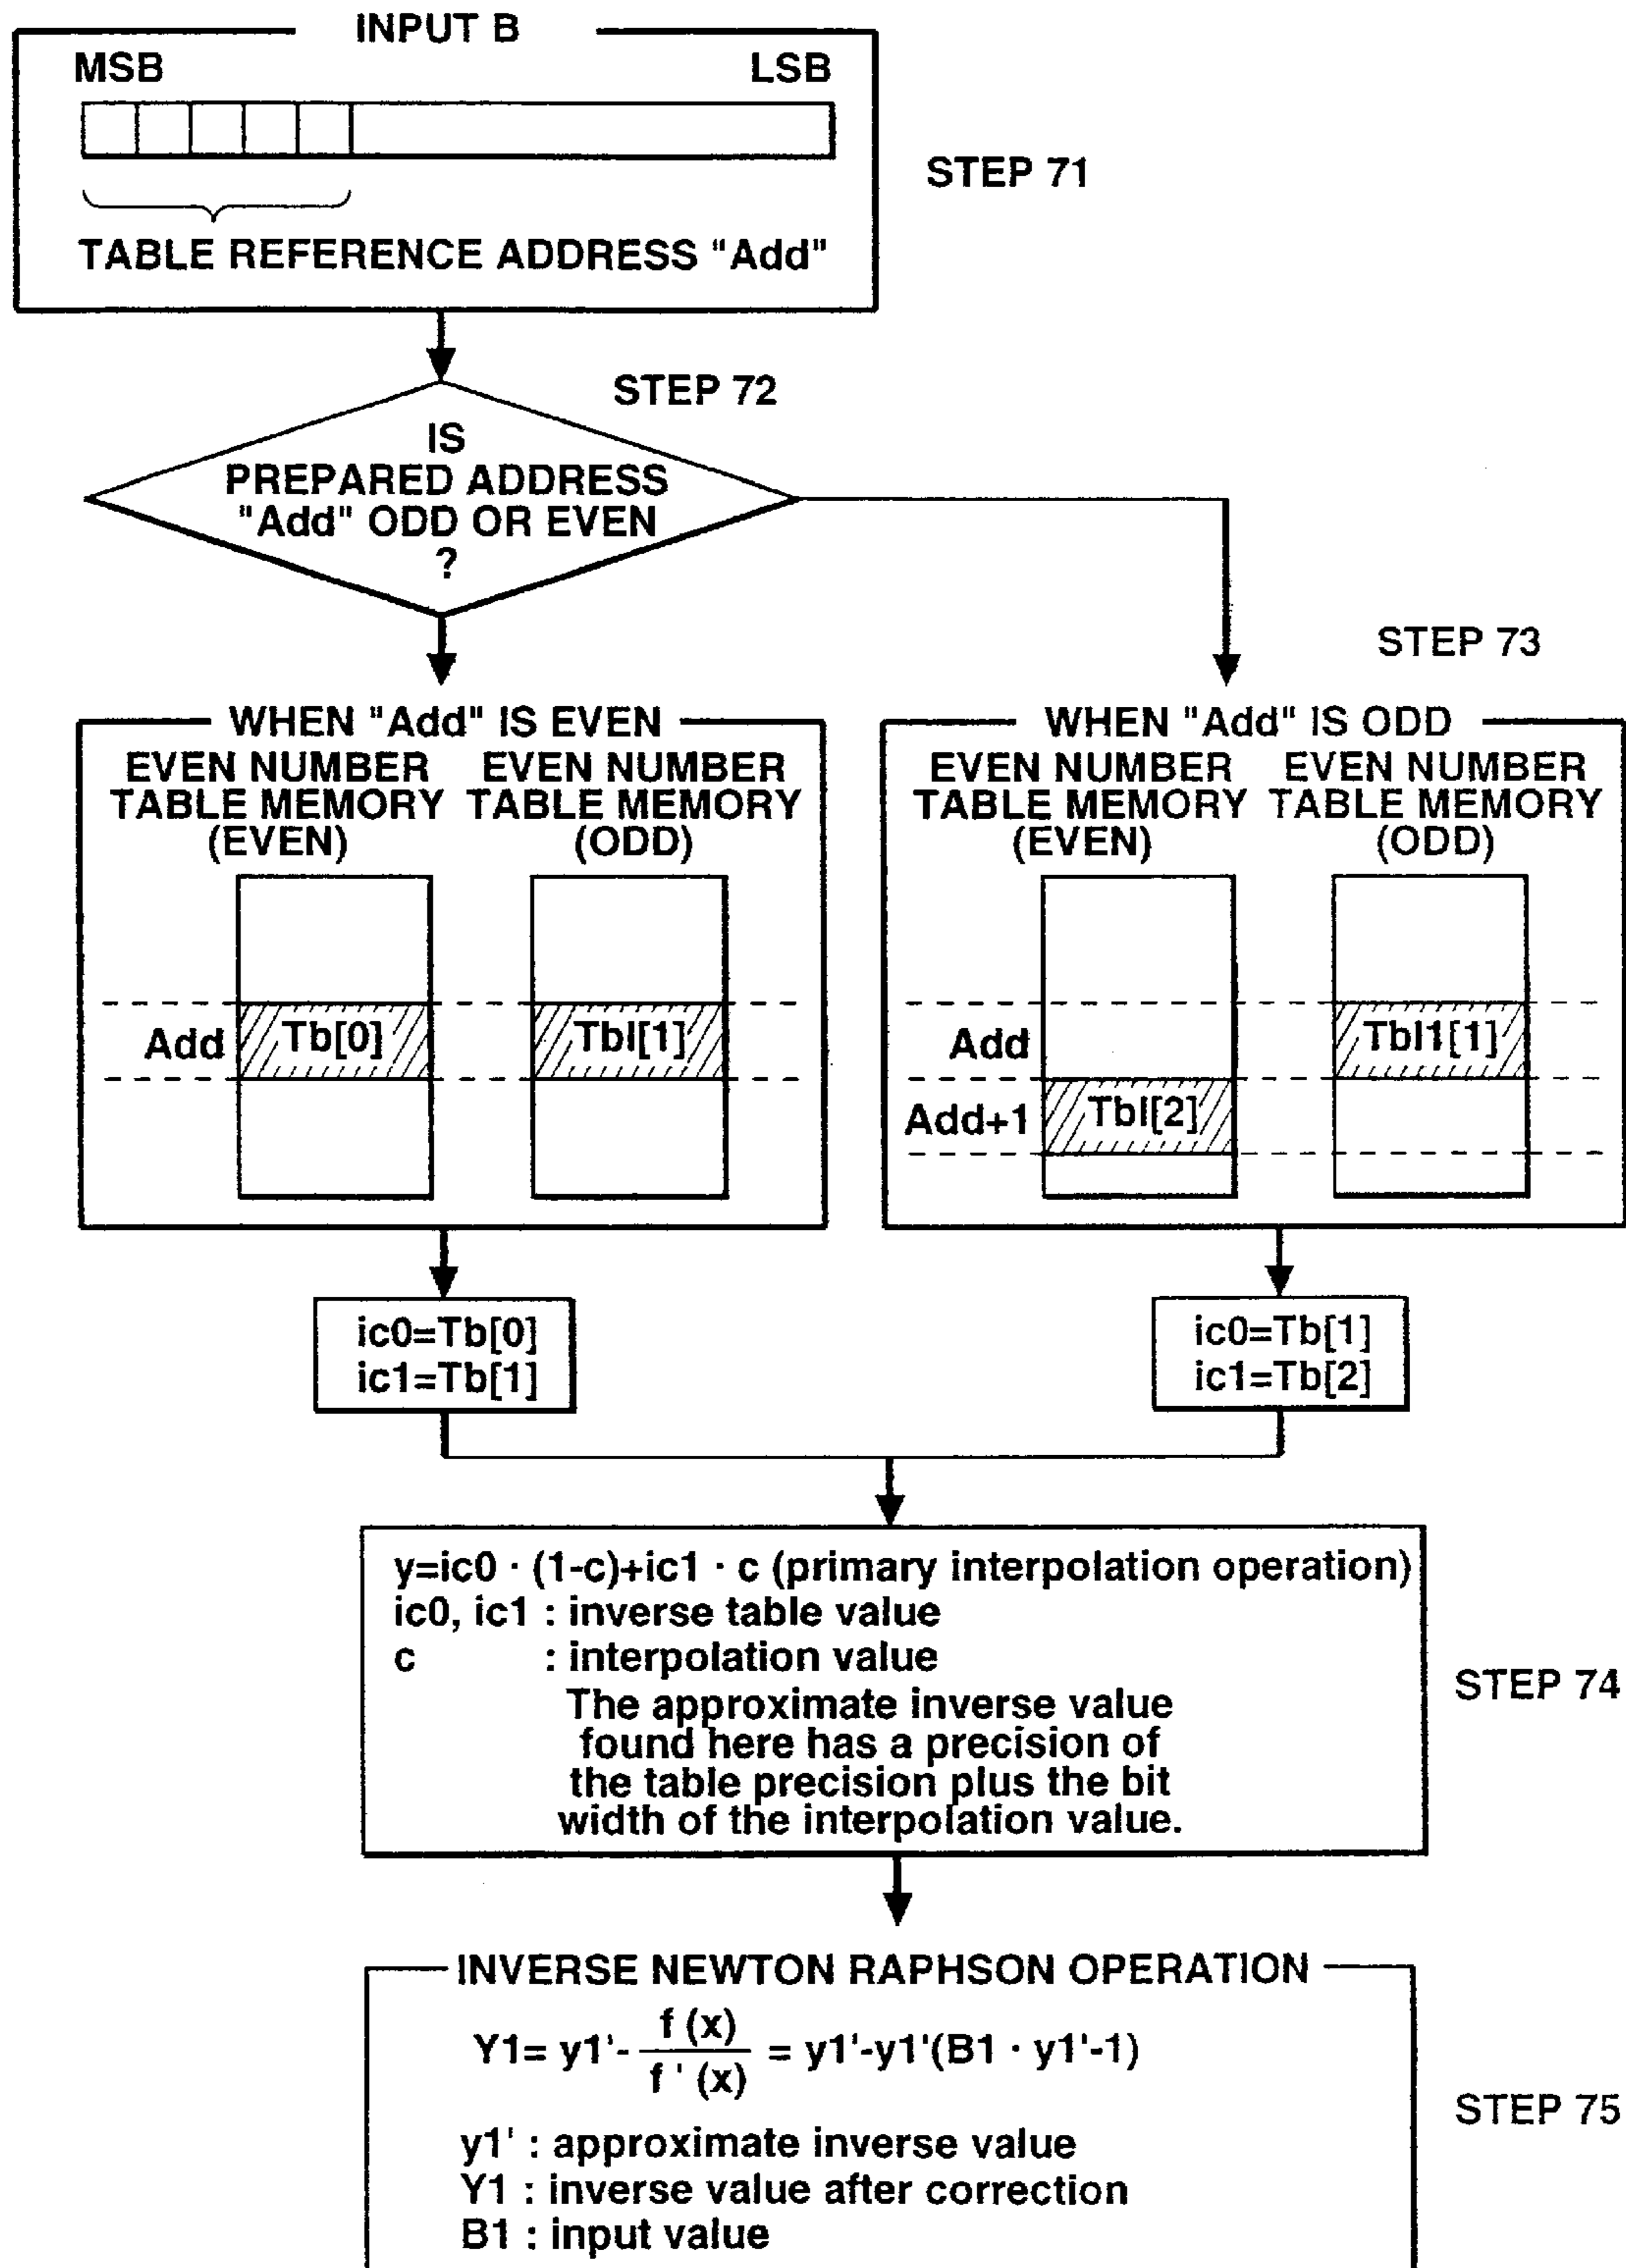 INPUT B
MSB
LSB
STEP 71
TABLE REFERENCE ADDRESS "Add"
STEP 72
IS
PREPARED ADDRESS
"Add" ODD OR EVEN
?
STEP 73
WHEN "Add" IS EVEN
EVEN NUMBER
TABLE MEMORY
(EVEN)
EVEN NUMBER
TABLE MEMORY
(ODD)
Add
Tb[0]
Tbl[1]
WHEN "Add" IS ODD
EVEN NUMBER
TABLE MEMORY
(EVEN)
EVEN NUMBER
TABLE MEMORY
(ODD)
Add
Tbl1[1]
Add+1
Tbl[2]
ic0=Tb[0]
ic1=Tb[1]
ic0=Tb[1]
ic1=Tb[2]
y=ic0 · (1-c)+ic1 · c (primary interpolation operation)
ic0, ic1 : inverse table value
c : interpolation value
The approximate inverse value
found here has a precision of
the table precision plus the bit
width of the interpolation value.
STEP 74
INVERSE NEWTON RAPHSON OPERATION
Y1= y1'- f (x) / f ' (x) = y1'-y1'(B1 · y1'-1)
STEP 75
y1' : approximate inverse value
Y1 : inverse value after correction
B1 : input value